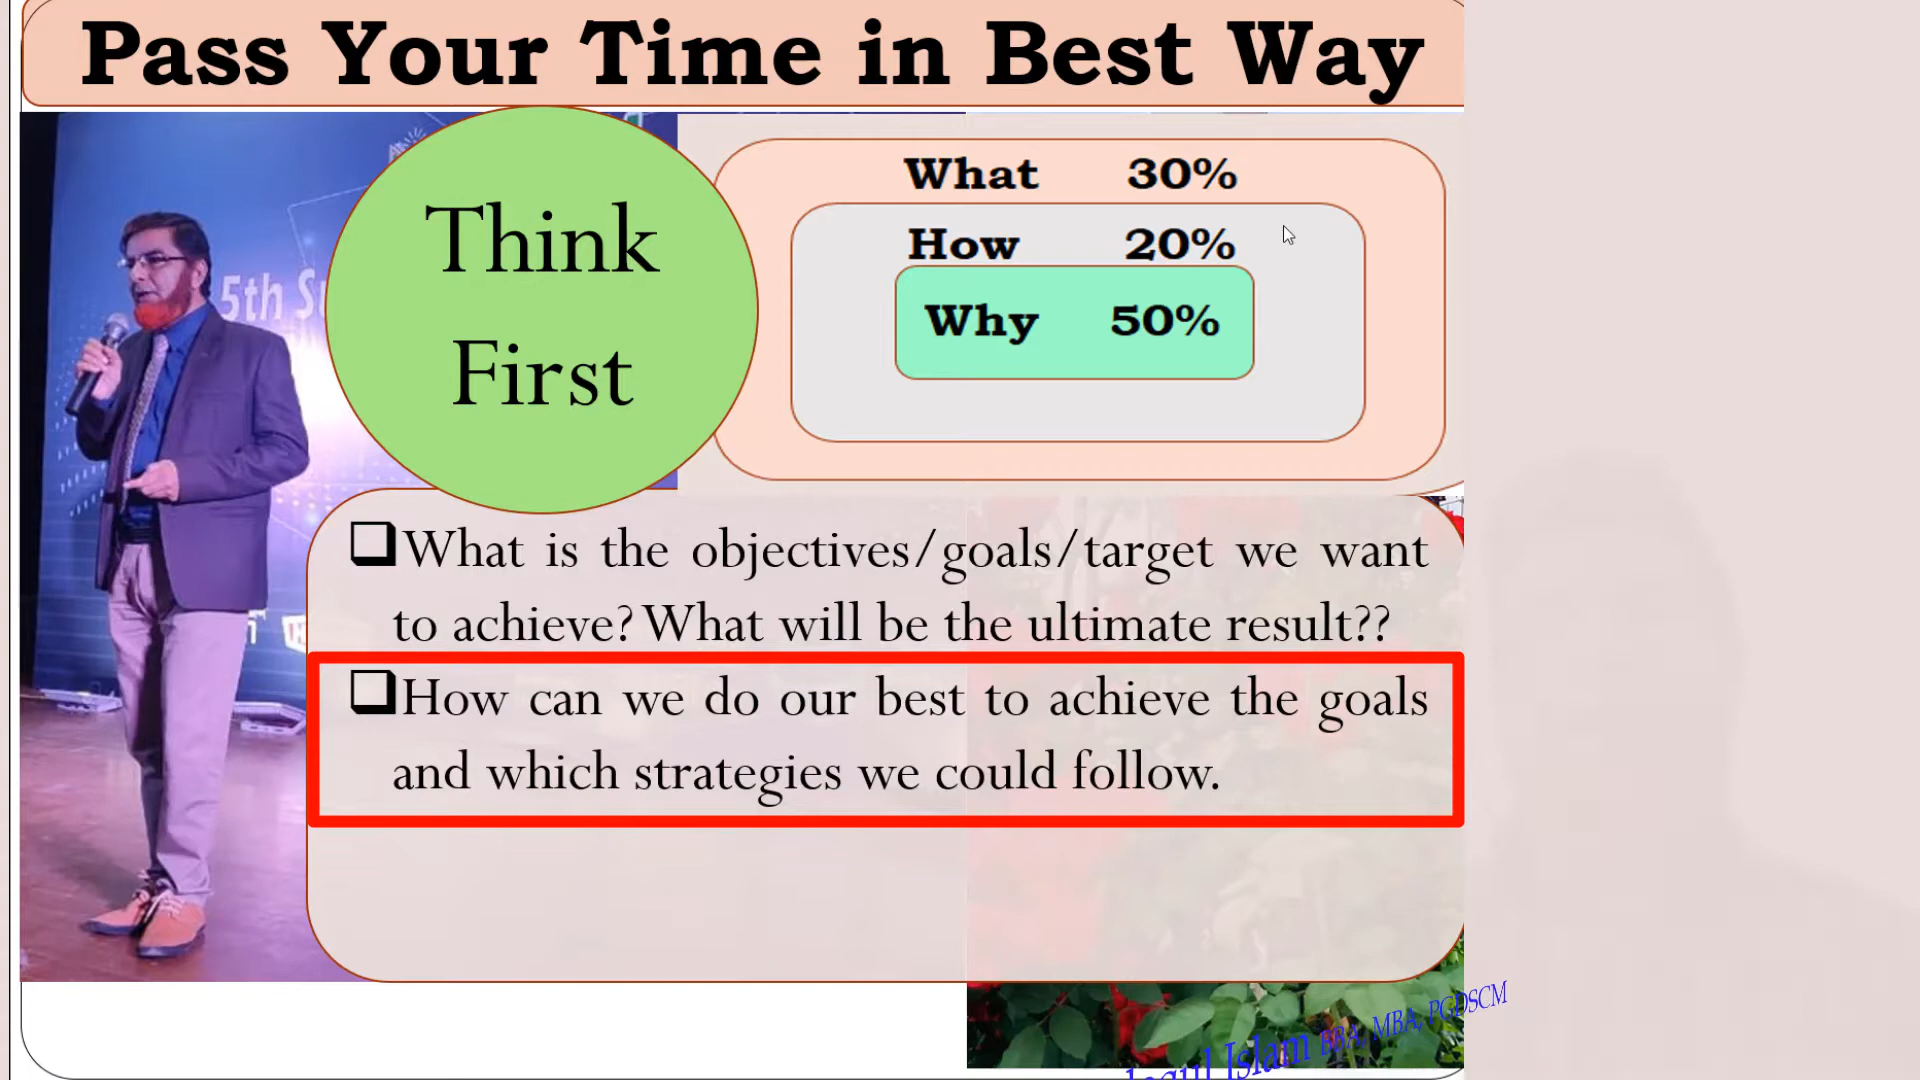 Pass Your Time in Best Way
5th
Think
First
What 30%
How 20%
Why 50%
What is the objectives/goals/target we want
to achieve? What will be the ultimate result??
How can we do our best to achieve the goals
and which strategies we could follow.
Islam BBA, MBA, PGDSCM